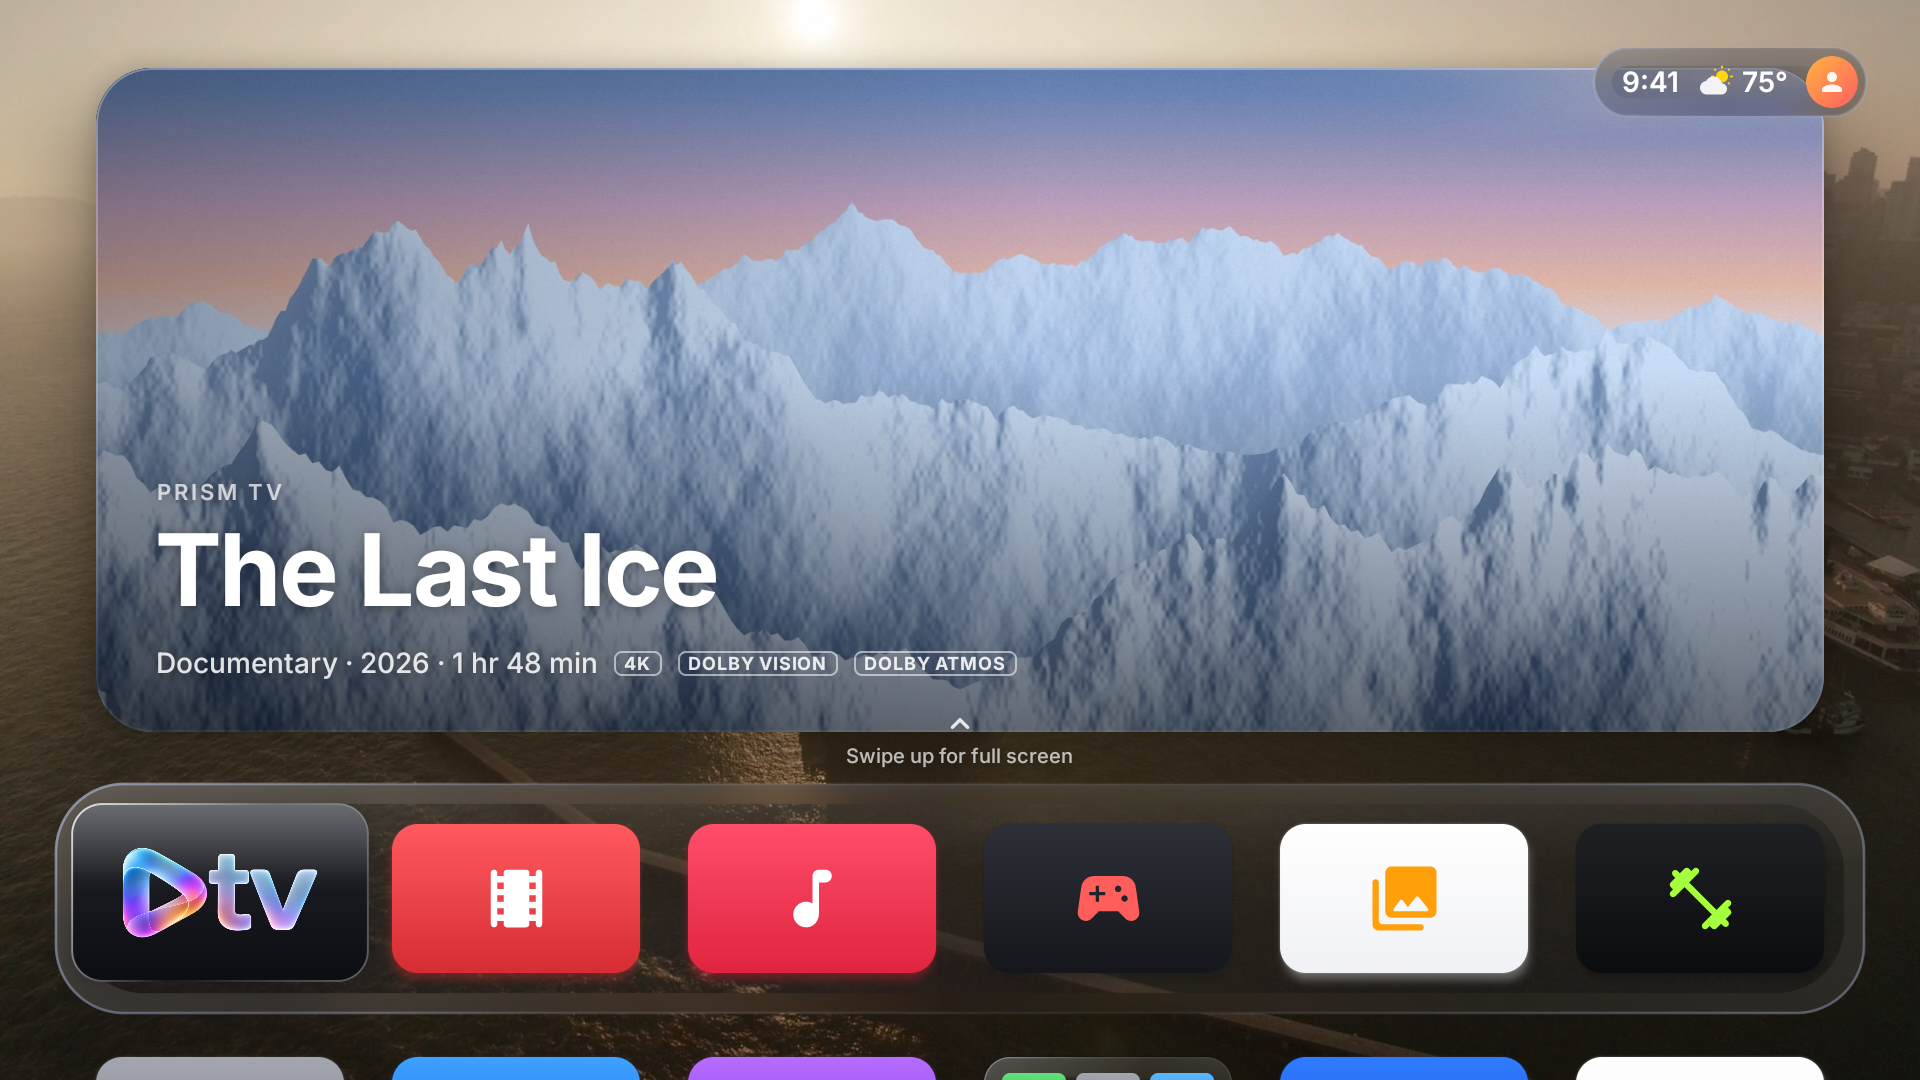 9:41 75°
PRISM TV
The Last Ice
Documentary · 2026 · 1 hr 48 min 4K DOLBY VISION DOLBY ATMOS
Swipe up for full screen
tv